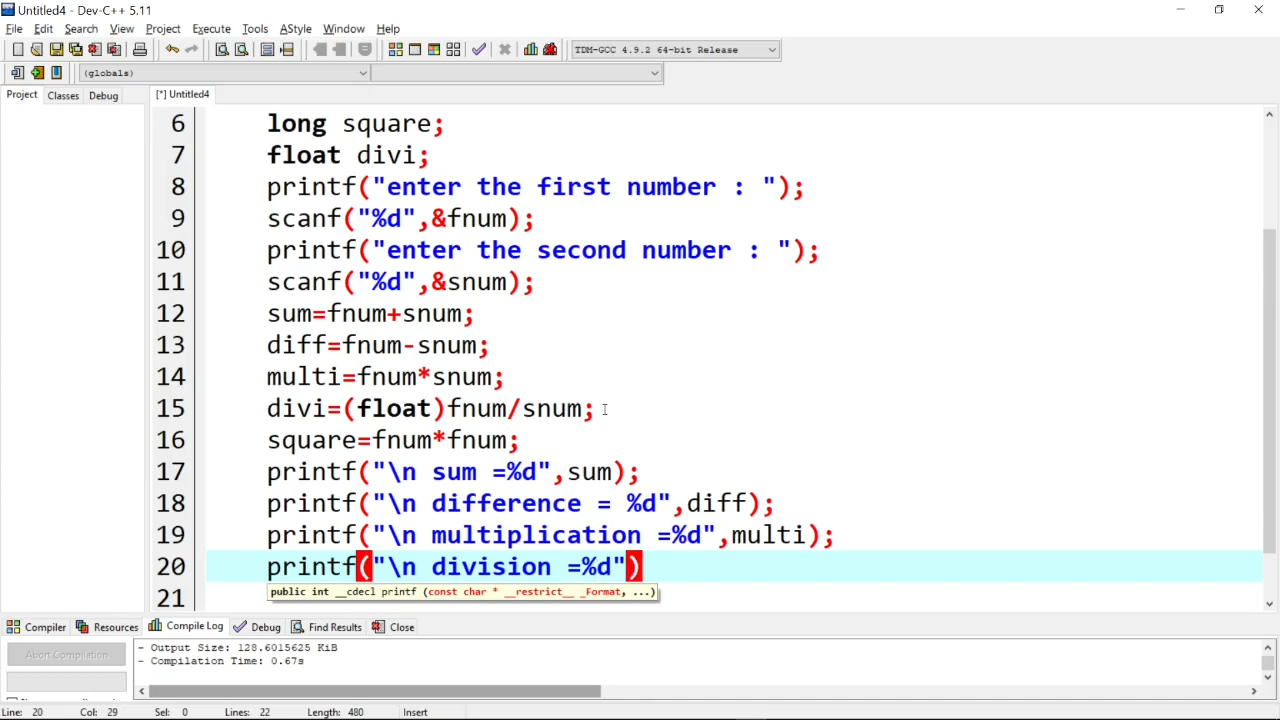 Untitled4 - Dev-C++ 5.11
File Edit Search View Project Execute Tools AStyle Window Help
TDM-GCC 4.9.2 64-bit Release
(globals)
Project Classes Debug [*] Untitled4
6 long square;
7 float divi;
8 printf("enter the first number : ");
9 scanf("%d",&fnum);
10 printf("enter the second number : ");
11 scanf("%d",&snum);
12 sum=fnum+snum;
13 diff=fnum-snum;
14 multi=fnum*snum;
15 divi=(float)fnum/snum;
16 square=fnum*fnum;
17 printf("\n sum =%d",sum);
18 printf("\n difference = %d",diff);
19 printf("\n multiplication =%d",multi);
20 printf("\n division =%d")
public int __cdecl printf (const char * __restrict__ _Format, ...)
21
Compiler Resources Compile Log Debug Find Results Close
Abort Compilation
- Output Size: 128.6015625 KiB
- Compilation Time: 0.67s
Line: 20 Col: 29 Sel: 0 Lines: 22 Length: 480 Insert